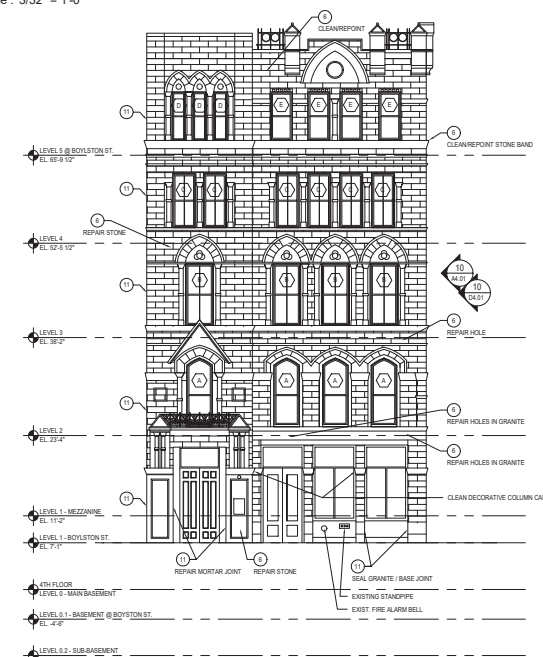 e : 3/32" = 1'-0"
6
CLEAN/REPOINT
D D D
E E E E
11
6
CLEAN/REPOINT STONE BAND
LEVEL 5 @ BOYLSTON ST.
EL. 65'-9 1/2"
11
6
REPAIR STONE
LEVEL 4
EL. 52'-5 1/2"
B B B B
10
A4.01
10
D4.01
11
6
REPAIR HOLE
LEVEL 3
EL. 38'-2"
A A A A
11
6
REPAIR HOLES IN GRANITE
LEVEL 2
EL. 23'-4"
6
REPAIR HOLES IN GRANITE
CLEAN DECORATIVE COLUMN CA
11
LEVEL 1 - MEZZANINE
EL. 11'-2"
LEVEL 1 - BOYLSTON ST.
EL. 7'-1"
11
REPAIR MORTAR JOINT
6
REPAIR STONE
11
SEAL GRANITE / BASE JOINT
4TH FLOOR
LEVEL 0 - MAIN BASEMENT
EXISTING STANDPIPE
EXIST. FIRE ALARM BELL
LEVEL 0.1 - BASEMENT @ BOYSTON ST.
EL. -4'-6"
LEVEL 0.2 - SUB-BASEMENT